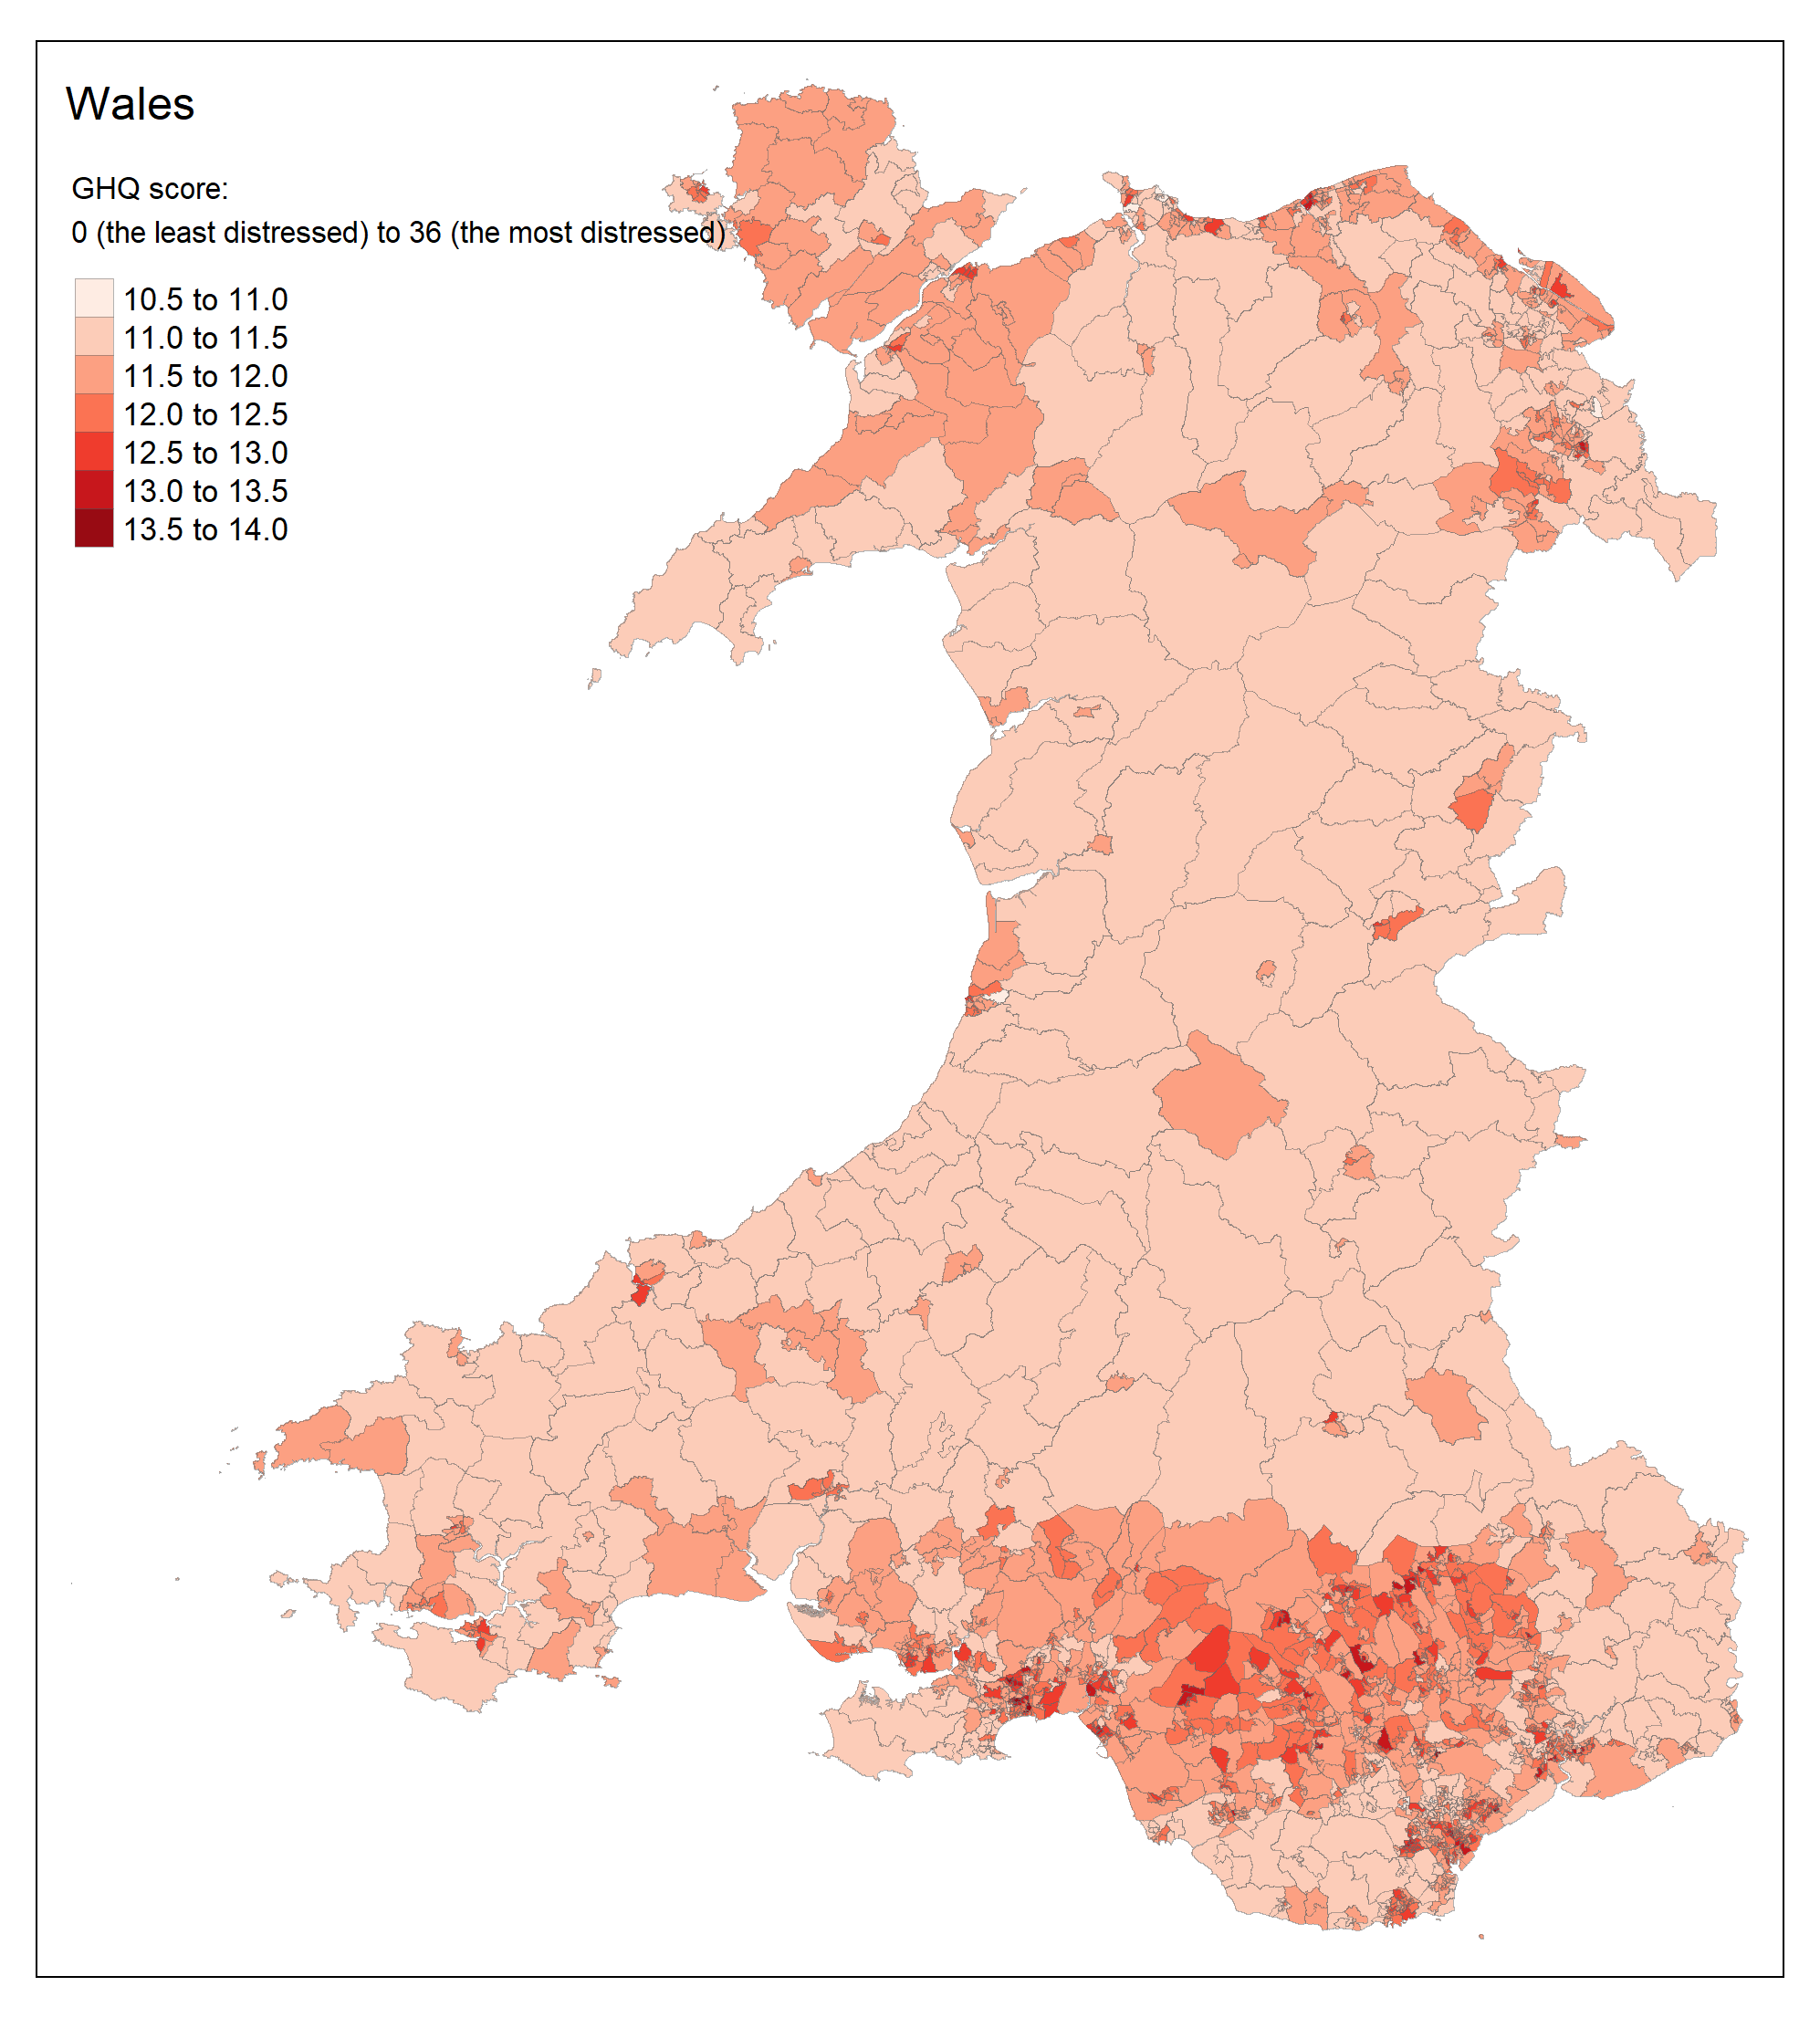 Wales
GHQ score:
0 (the least distressed) to 36 (the most distressed)
10.5 to 11.0
11.0 to 11.5
11.5 to 12.0
12.0 to 12.5
12.5 to 13.0
13.0 to 13.5
13.5 to 14.0